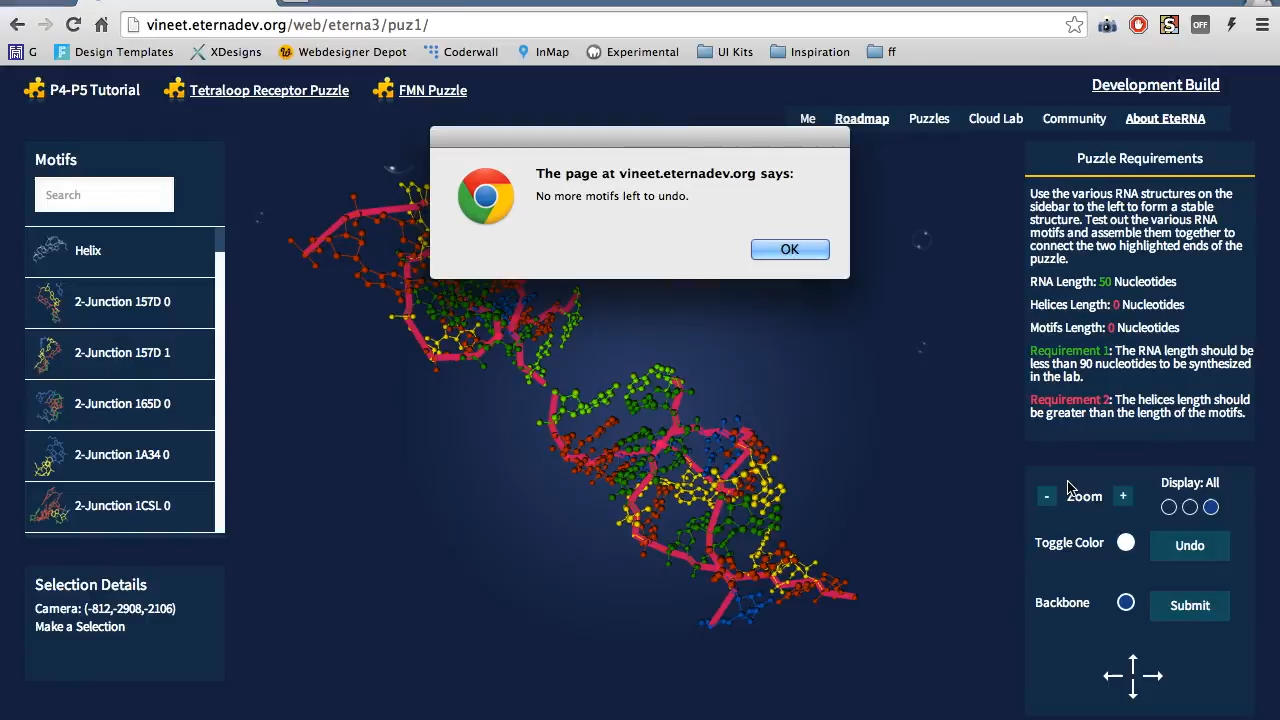 vineet.eternadev.org/web/eterna3/puz1/
G Design Templates XDesigns Webdesigner Depot Coderwall InMap Experimental UI Kits Inspiration ff
OFF
P4-P5 Tutorial Tetraloop Receptor Puzzle FMN Puzzle
Development Build
Me Roadmap Puzzles Cloud Lab Community About EteRNA
Motifs
Search
Helix
2-Junction 157D 0
2-Junction 157D 1
2-Junction 165D 0
2-Junction 1A34 0
2-Junction 1CSL 0
Selection Details
Camera: (-812,-2908,-2106)
Make a Selection
The page at vineet.eternadev.org says:
No more motifs left to undo.
OK
Puzzle Requirements
Use the various RNA structures on the
sidebar to the left to form a stable
structure. Test out the various RNA
motifs and assemble them together to
connect the two highlighted ends of the
puzzle.
RNA Length: 50 Nucleotides
Helices Length: 0 Nucleotides
Motifs Length: 0 Nucleotides
Requirement 1: The RNA length should be
less than 90 nucleotides to be synthesized
in the lab.
Requirement 2: The helices length should
be greater than the length of the motifs.
- Zoom +
Display: All
Toggle Color
Undo
Backbone
Submit